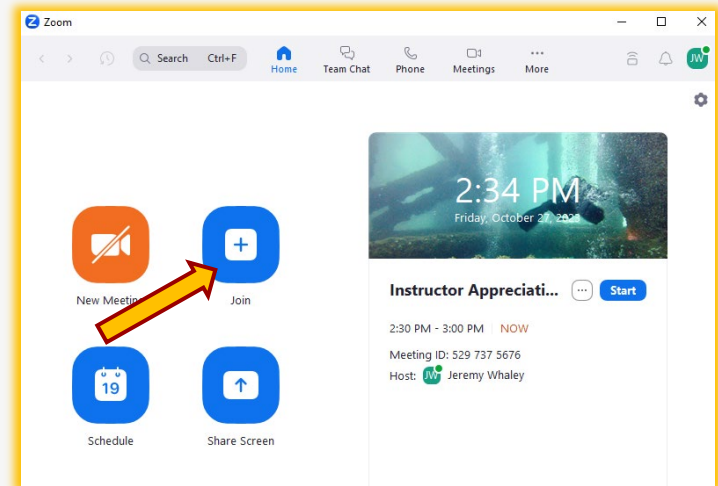 Zoom
Search Ctrl+F
Home
Team Chat
Phone
Meetings
More
JW
2:34 PM
Friday, October 27, 2023
New Meeting
Join
Instructor Appreciati... ... Start
2:30 PM - 3:00 PM | NOW
Meeting ID: 529 737 5676
Host: JW Jeremy Whaley
19
Schedule
Share Screen